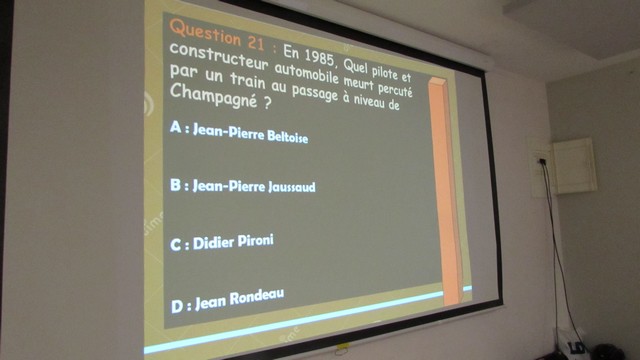 Question 21 : En 1985, Quel pilote et
constructeur automobile meurt percuté
par un train au passage à niveau de
Champagné ?
A : Jean-Pierre Beltoise
B : Jean-Pierre Jaussaud
C : Didier Pironi
D : Jean Rondeau